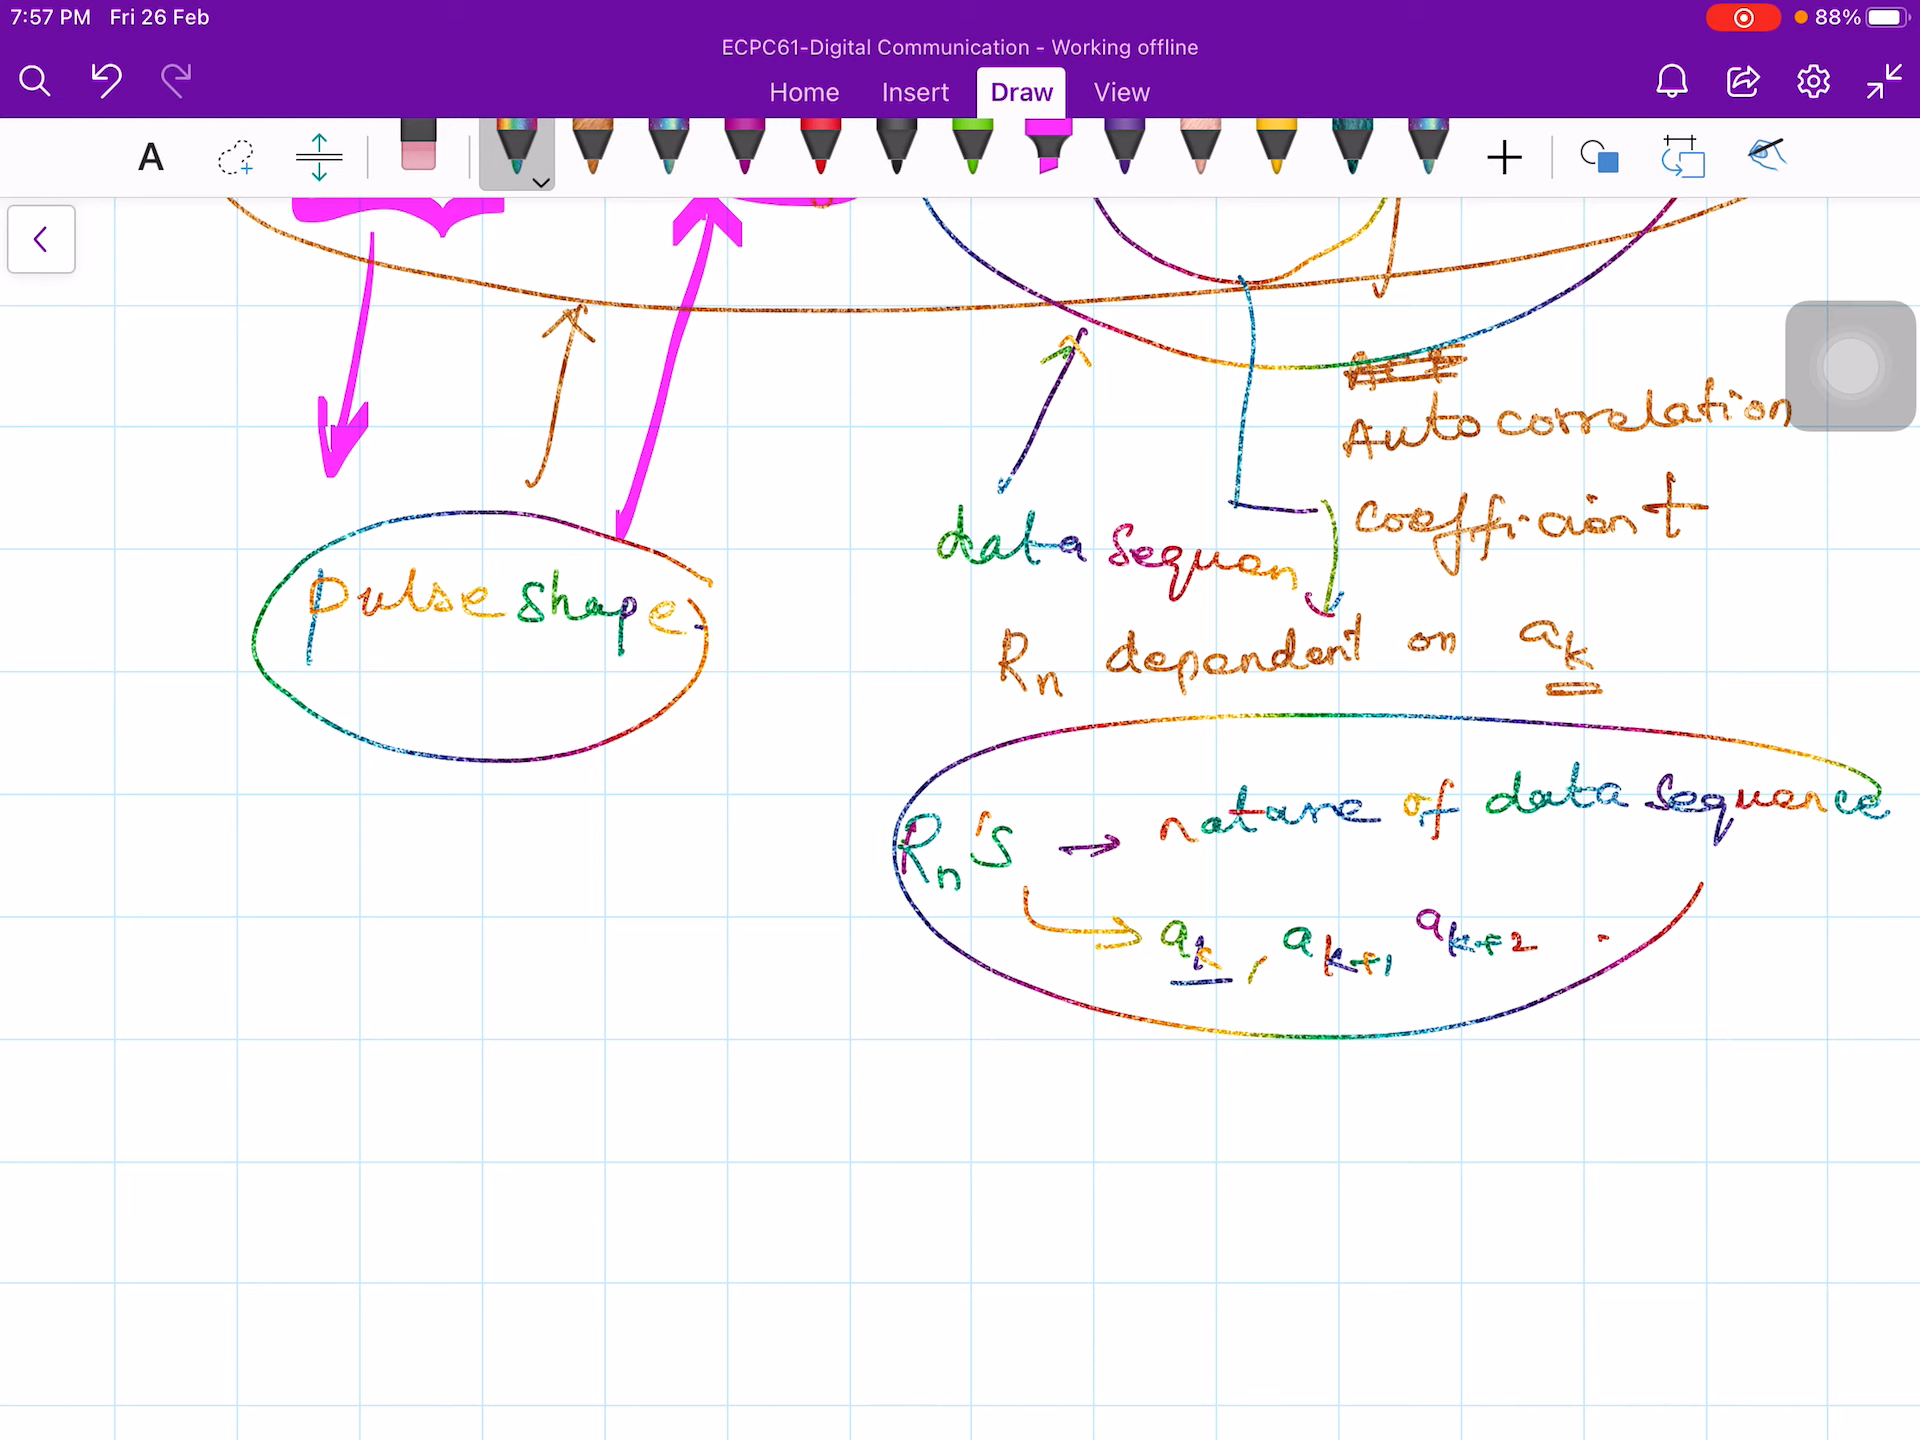 7:57 PM Fri 26 Feb
88%
ECPC61-Digital Communication - Working offline
Home Insert Draw View
A
Auto correlation
coefficient
data sequen
pulse shape
Rn dependent on ak
Rn's → nature of data sequence
ak, ak+1 ak+2 .